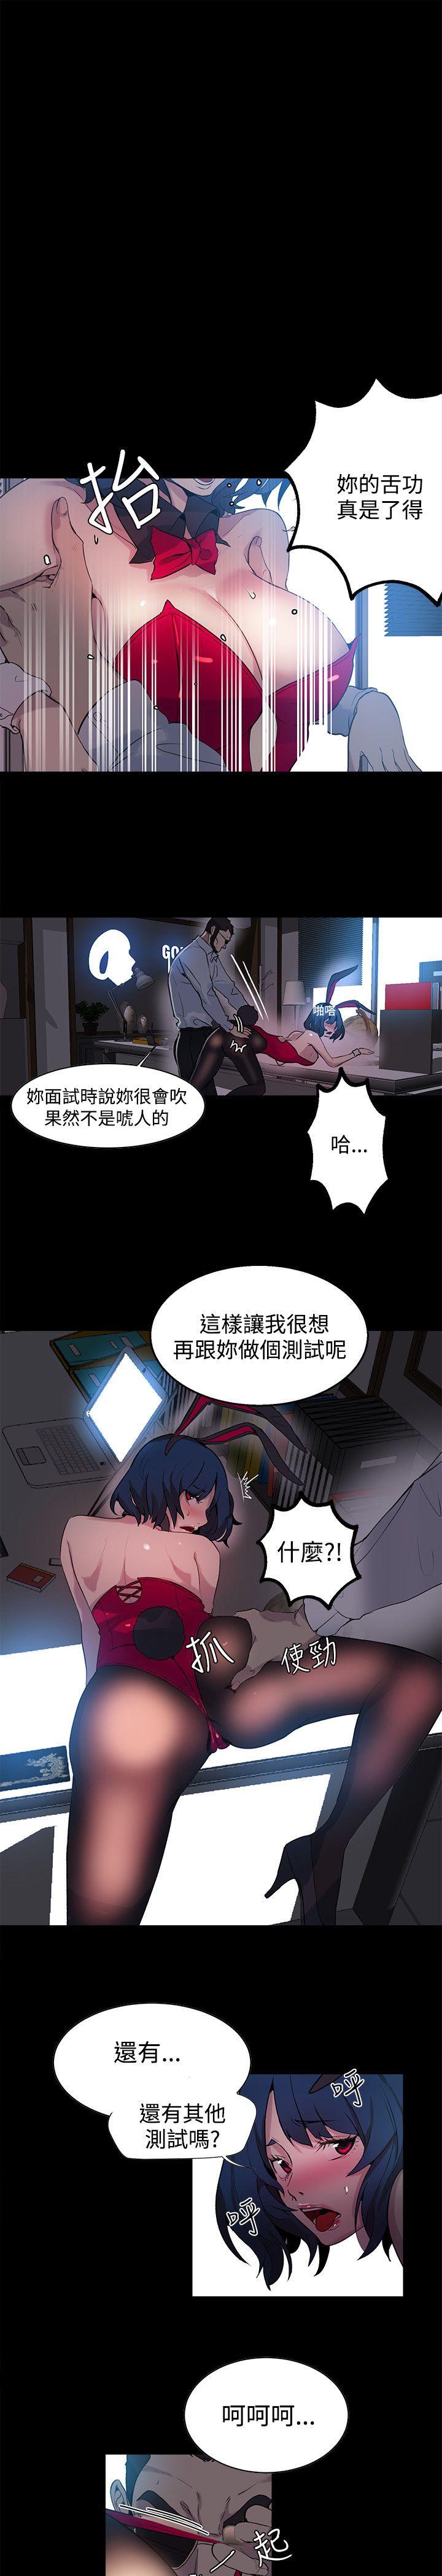 妳的舌功
真是了得
抬
GO
啪嗒
妳面試時說妳很會吹
果然不是唬人的
哈...
這樣讓我很想
再跟妳做個測試呢
什麼?!
抓
使勁
還有...
還有其他
測試嗎?
呼
呼
呵呵呵...
一起